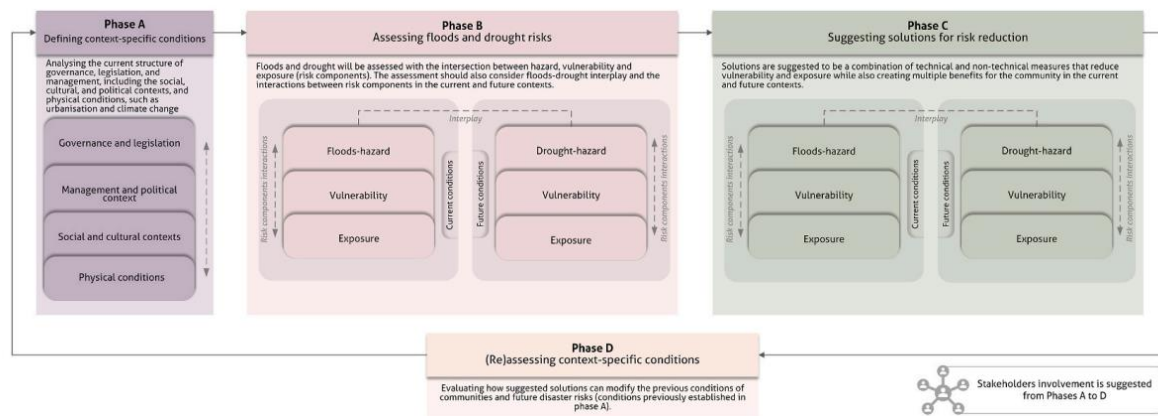 Phase A
Defining context-specific conditions
Analysing the current structure of
governance, legislation, and
management, including the social,
cultural, and political contexts, and
physical conditions, such as
urbanisation and climate change
Governance and legislation
Management and political
context
Social and cultural contexts
Physical conditions
Phase B
Assessing floods and drought risks
Floods and drought will be assessed with the intersection between hazard, vulnerability and
exposure (risk components). The assessment should also consider floods-drought interplay and the
interactions between risk components in the current and future contexts.
Interplay
Risk components interactions
Floods-hazard
Vulnerability
Exposure
Current conditions
Future conditions
Drought-hazard
Vulnerability
Exposure
Risk components interactions
Phase C
Suggesting solutions for risk reduction
Solutions are suggested to be a combination of technical and non-technical measures that reduce
vulnerability and exposure while also creating multiple benefits for the community in the current
and future contexts.
Interplay
Risk components interactions
Floods-hazard
Vulnerability
Exposure
Current conditions
Future conditions
Drought-hazard
Vulnerability
Exposure
Risk components interactions
Phase D
(Re)assessing context-specific conditions
Evaluating how suggested solutions can modify the previous conditions of
communities and future disaster risks (conditions previously established in
phase A).
Stakeholders involvement is suggested
from Phases A to D